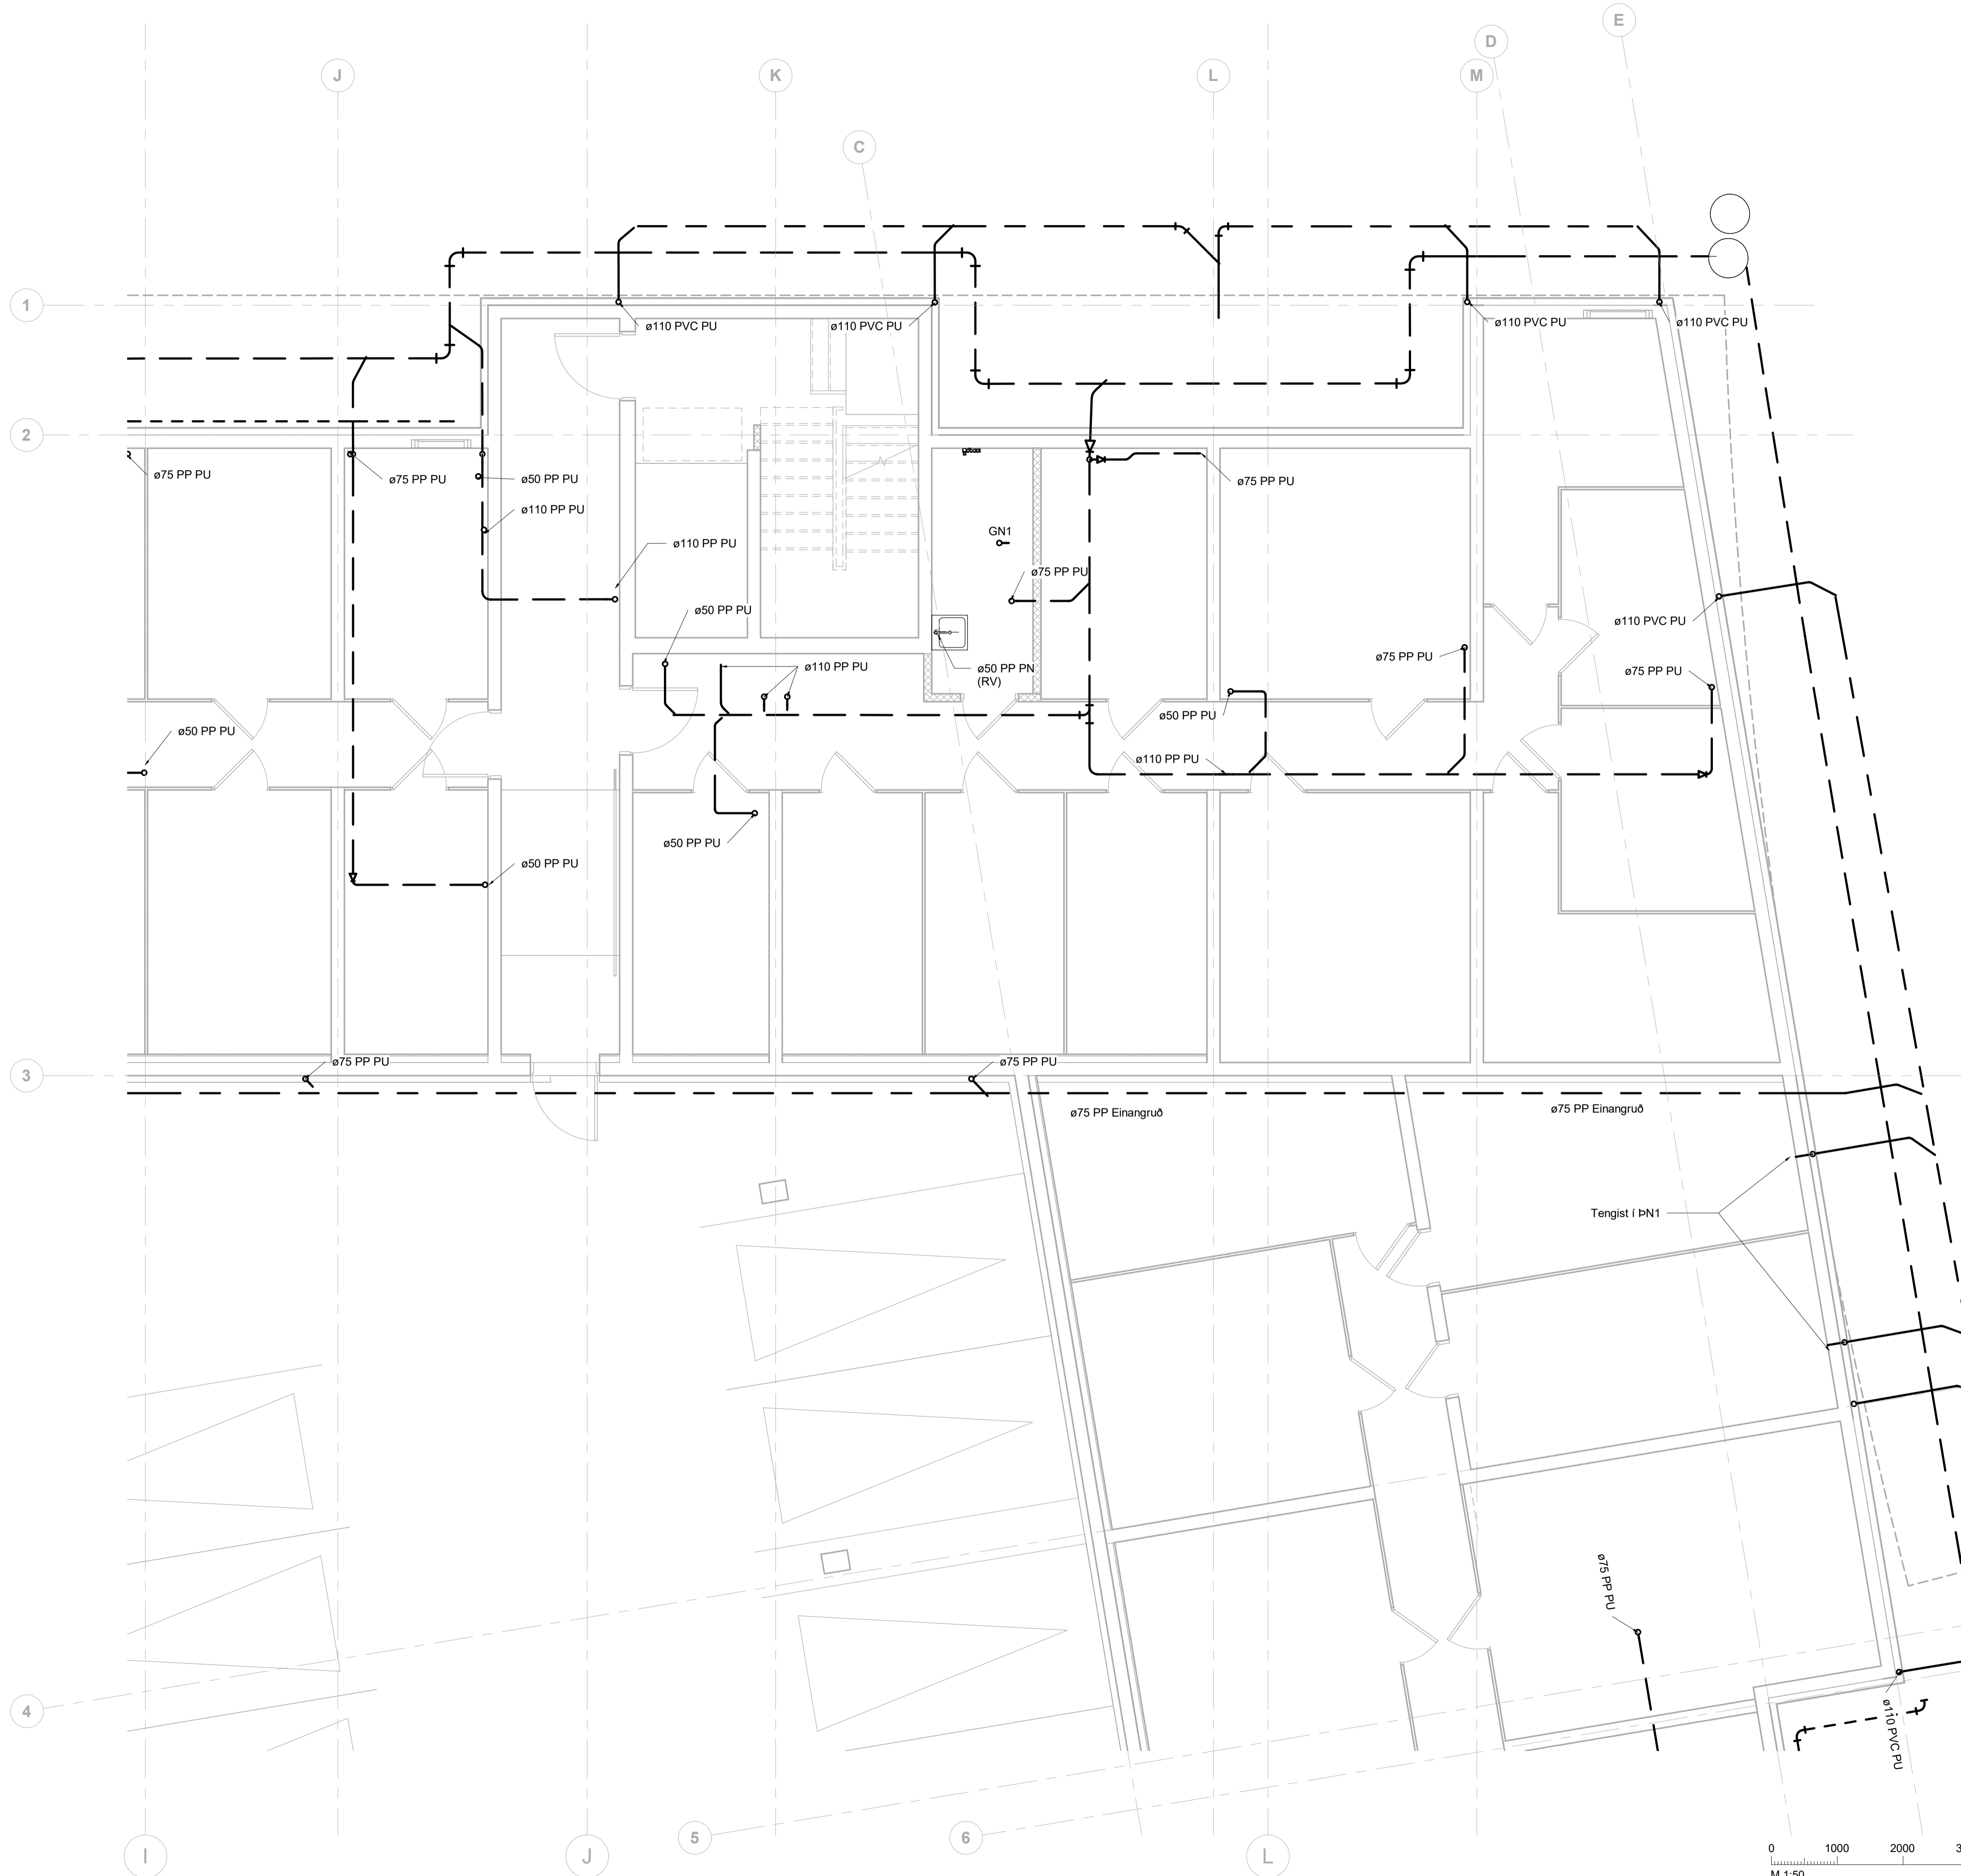 E
D
J
K
L
M
C
1
ø110 PVC PU
ø110 PVC PU
ø110 PVC PU
ø110 PVC PU
2
ø75 PP PU
ø75 PP PU
ø50 PP PU
ø75 PP PU
ø110 PP PU
GN1
ø110 PP PU
ø75 PP PU
ø50 PP PU
ø110 PVC PU
ø110 PP PU
ø50 PP PN
(RV)
ø75 PP PU
ø75 PP PU
ø50 PP PU
ø50 PP PU
ø110 PP PU
ø50 PP PU
ø50 PP PU
3
ø75 PP PU
ø75 PP PU
ø75 PP Einangruð
ø75 PP Einangruð
Tengist í ÞN1
ø75 PP PU
4
ø110 PVC PU
5
6
I
J
L
0 1000 2000
M 1:50